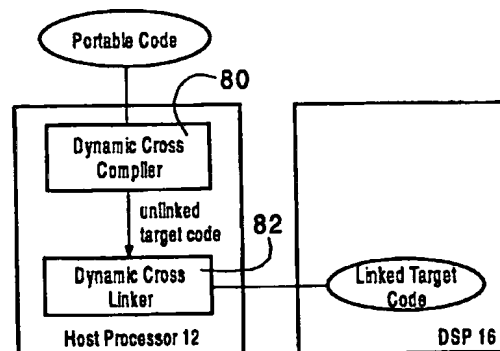 Portable Code
80
Dynamic Cross
Compiler
unlinked
target code
82
Dynamic Cross
Linker
Linked Target
Code
Host Processor 12
DSP 16